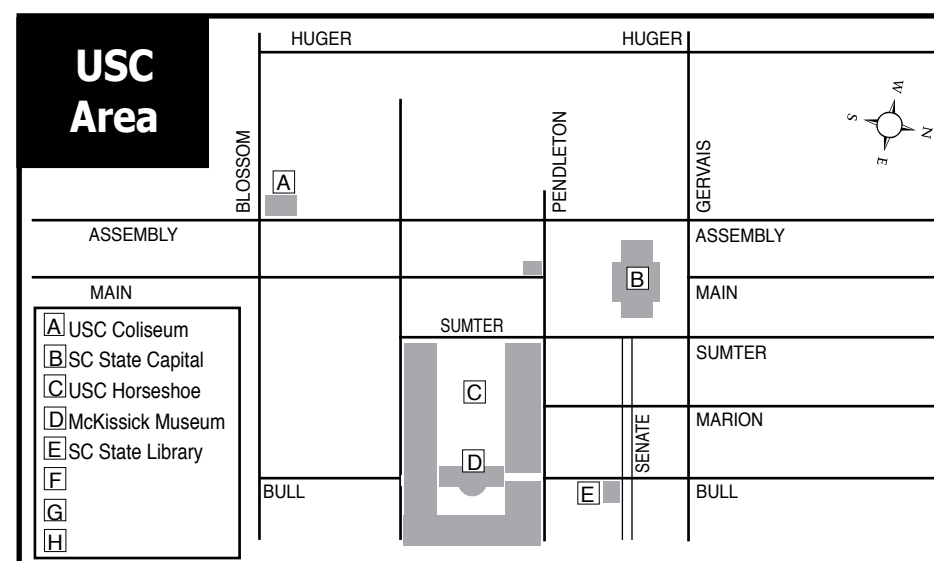 USC
Area
HUGER
HUGER
BLOSSOM
PENDLETON
GERVAIS
W
S
N
E
A
ASSEMBLY
ASSEMBLY
MAIN
B
MAIN
A USC Coliseum
B SC State Capital
C USC Horseshoe
D McKissick Museum
E SC State Library
F
G
H
SUMTER
SUMTER
C
MARION
SENATE
D
BULL
E
BULL